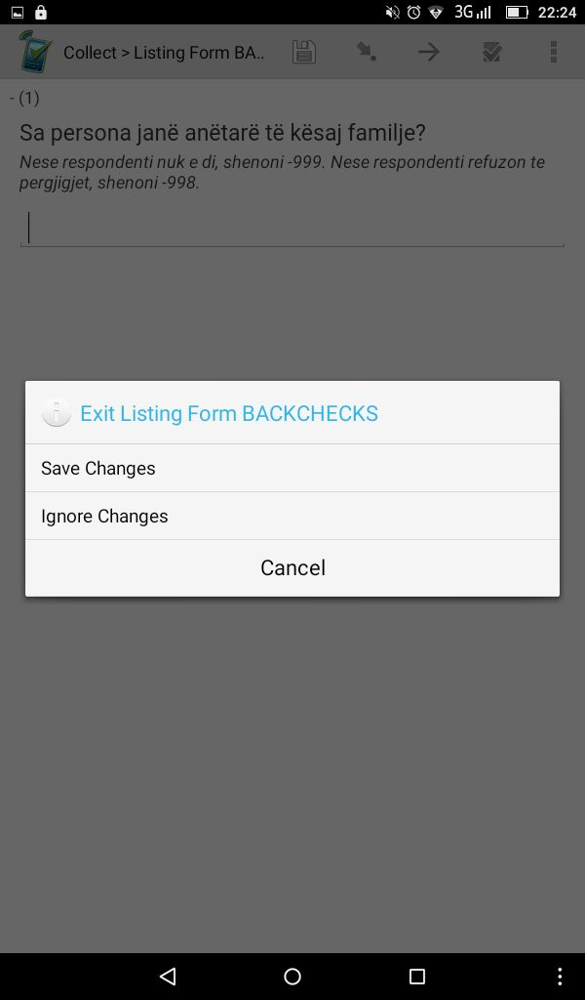 3G 22:24
Collect > Listing Form BA..
- (1)
Sa persona janë anëtarë të kësaj familje?
Nese respondenti nuk e di, shenoni -999. Nese respondenti refuzon te
pergjigjet, shenoni -998.
Exit Listing Form BACKCHECKS
Save Changes
Ignore Changes
Cancel